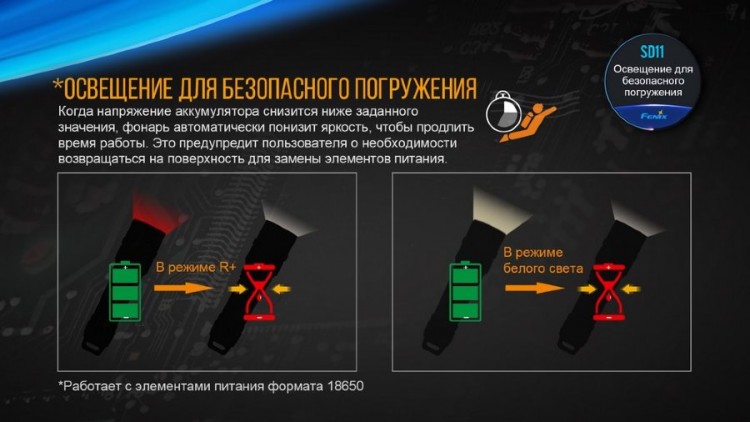 SD11
Освещение для
безопасного
погружения
FENIX
*ОСВЕЩЕНИЕ ДЛЯ БЕЗОПАСНОГО ПОГРУЖЕНИЯ
Когда напряжение аккумулятора снизится ниже заданного
значения, фонарь автоматически понизит яркость, чтобы продлить
время работы. Это предупредит пользователя о необходимости
возвращаться на поверхность для замены элементов питания.
В режиме R+
В режиме
белого света
*Работает с элементами питания формата 18650